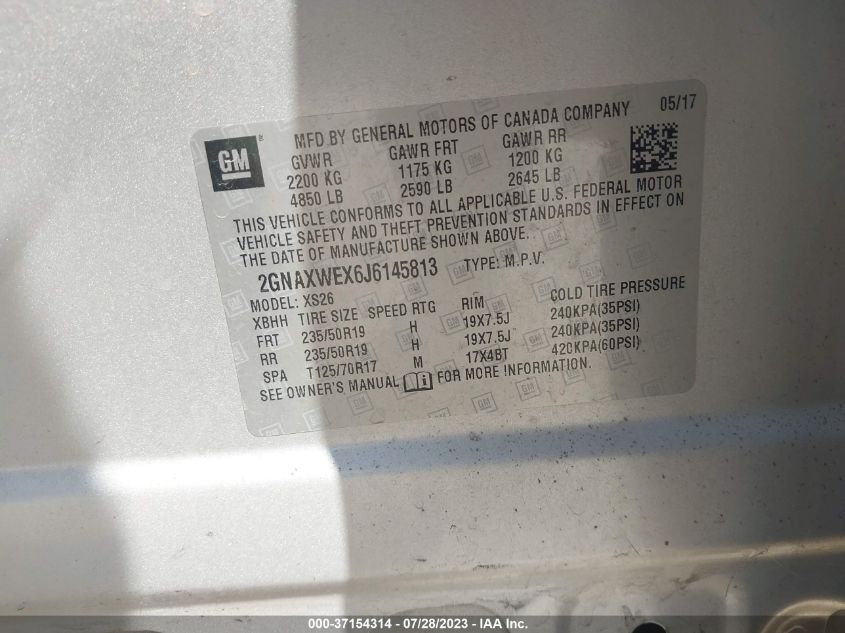 MFD BY GENERAL MOTORS OF CANADA COMPANY 05/17
GM ®
GVWR GAWR FRT GAWR RR
2200 KG 1175 KG 1200 KG
4850 LB 2590 LB 2645 LB
THIS VEHICLE CONFORMS TO ALL APPLICABLE U.S. FEDERAL MOTOR
VEHICLE SAFETY AND THEFT PREVENTION STANDARDS IN EFFECT ON
THE DATE OF MANUFACTURE SHOWN ABOVE.
2GNAXWEX6J6145813 TYPE: M.P.V.
MODEL: XS26
XBHH TIRE SIZE SPEED RTG RIM COLD TIRE PRESSURE
FRT 235/50R19 H 19X7.5J 240KPA(35PSI)
RR 235/50R19 H 19X7.5J 240KPA(35PSI)
SPA T125/70R17 M 17X4BT 420KPA(60PSI)
SEE OWNER'S MANUAL FOR MORE INFORMATION.
000-37154314 / 07/28/2023 - IAA Inc.